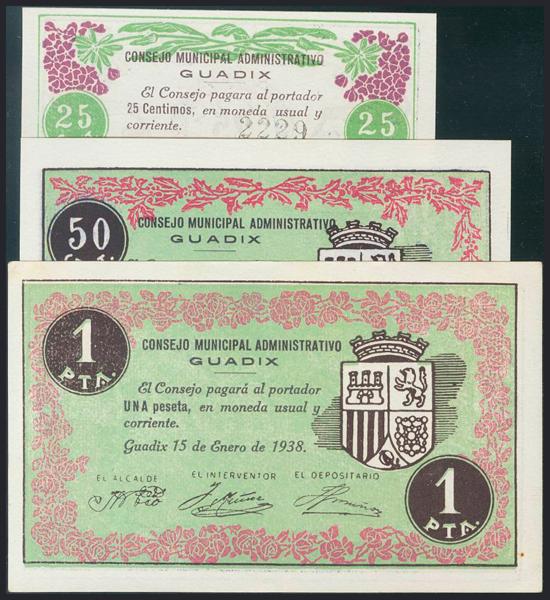 CONSEJO MUNICIPAL ADMINISTRATIVO
GUADIX
El Consejo pagara al portador
25 Centimos, en moneda usual y
corriente.
2229
25
25
50
CONSEJO MUNICIPAL ADMINISTRATIVO
GUADIX
1
PTA.
CONSEJO MUNICIPAL ADMINISTRATIVO
GUADIX
El Consejo pagará al portador
UNA peseta, en moneda usual y
corriente.
Guadix 15 de Enero de 1938.
EL ALCALDE
EL INTERVENTOR
EL DEPOSITARIO
1
PTA.